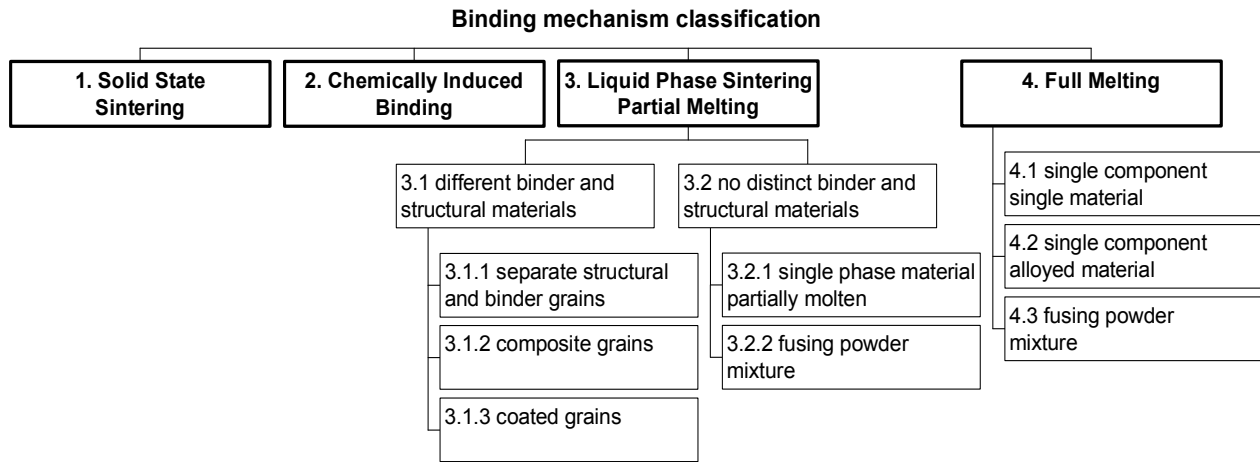 Binding mechanism classification
1. Solid State
Sintering
2. Chemically Induced
Binding
3. Liquid Phase Sintering
Partial Melting
4. Full Melting
3.1 different binder and
structural materials
3.1.1 separate structural
and binder grains
3.1.2 composite grains
3.1.3 coated grains
3.2 no distinct binder and
structural materials
3.2.1 single phase material
partially molten
3.2.2 fusing powder
mixture
4.1 single component
single material
4.2 single component
alloyed material
4.3 fusing powder
mixture